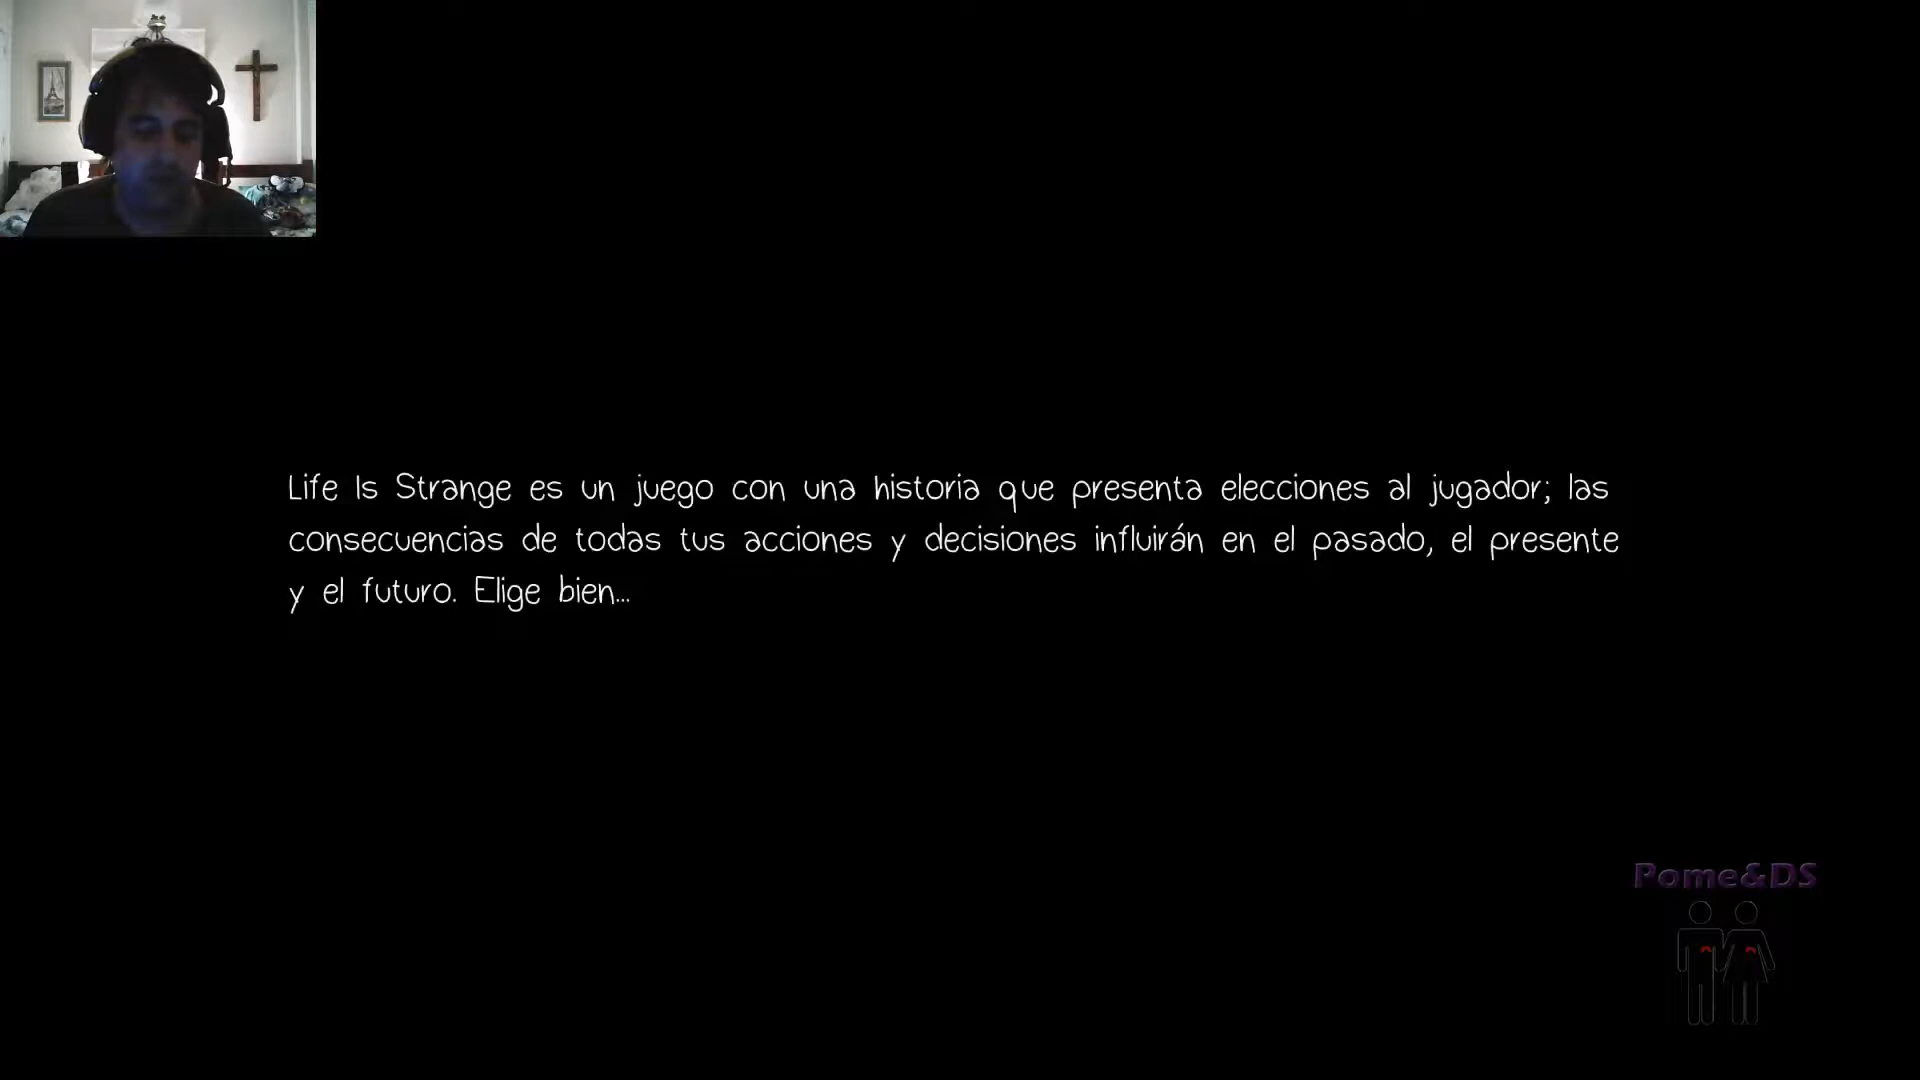 Life Is Strange es un juego con una historia que presenta elecciones al jugador; las
consecuencias de todas tus acciones y decisiones influirán en el pasado, el presente
y el futuro. Elige bien...
Pome&DS